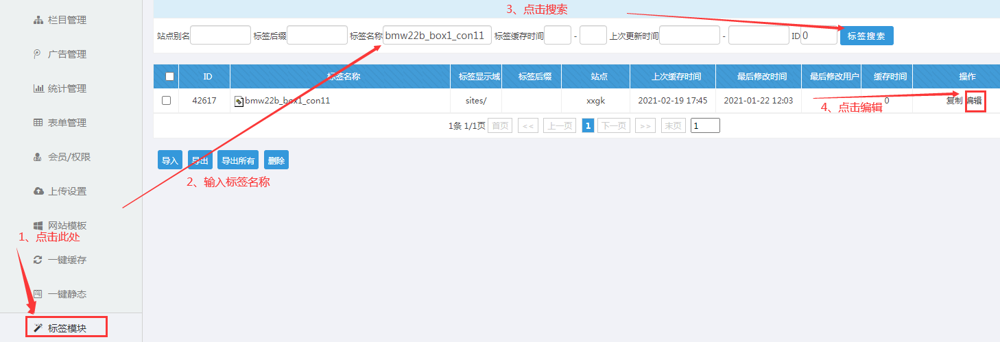 栏目管理
广告管理
统计管理
表单管理
会员/权限
上传设置
网站模板
1、点击此处
一键缓存
一键静态
标签模块
3、点击搜索
站点别名 标签后缀 标签名称 bmw22b_box1_con11 标签缓存时间 - 上次更新时间 - ID 0 标签搜索
ID 标签名称 标签显示域 标签后缀 站点 上次缓存时间 最后修改时间 最后修改用户 缓存时间 操作
42617 bmw22b_box1_con11 sites/ xxgk 2021-02-19 17:45 2021-01-22 12:03 0 复制 编辑
4、点击编辑
1条 1/1页 首页 << 上一页 1 下一页 >> 末页 1
导入 导出 导出所有 删除
2、输入标签名称